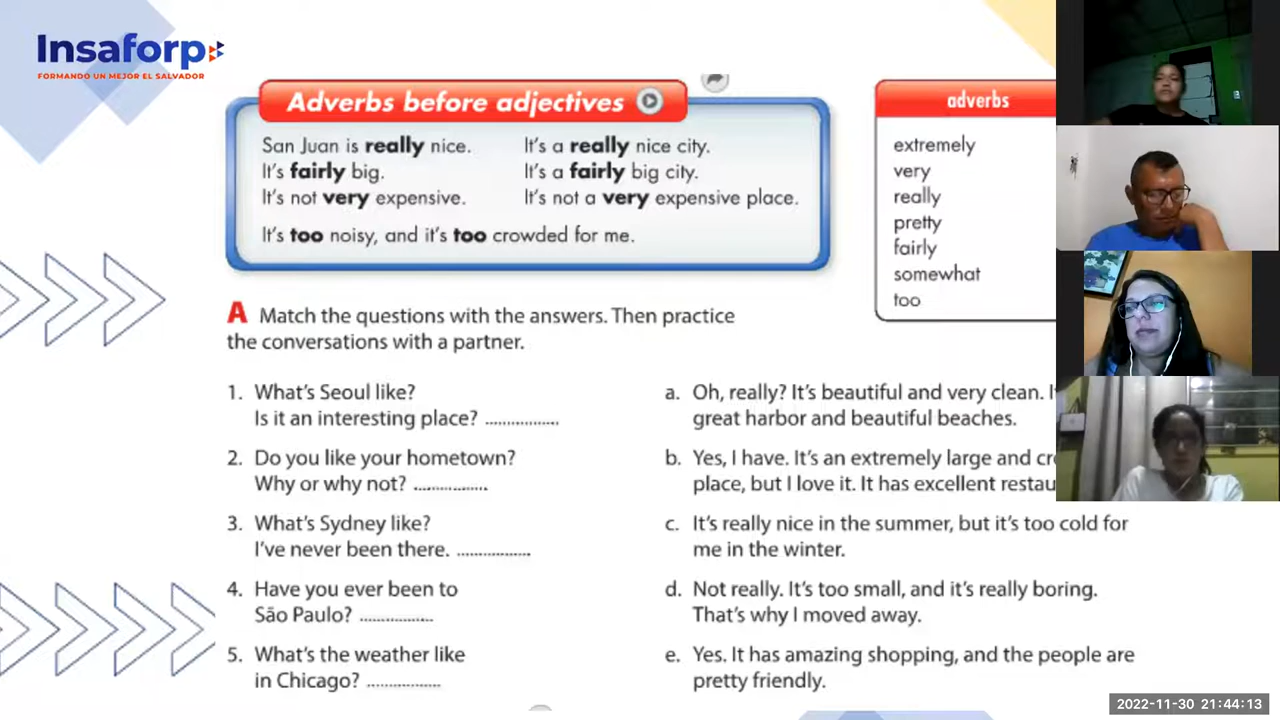 Insaforp
FORMANDO UN MEJOR EL SALVADOR
Adverbs before adjectives
San Juan is really nice. It's a really nice city.
It's fairly big. It's a fairly big city.
It's not very expensive. It's not a very expensive place.
It's too noisy, and it's too crowded for me.
adverbs
extremely
very
really
pretty
fairly
somewhat
too
A Match the questions with the answers. Then practice
the conversations with a partner.
1. What's Seoul like?
Is it an interesting place? ...................
2. Do you like your hometown?
Why or why not? ...................
3. What's Sydney like?
I've never been there. ...................
4. Have you ever been to
São Paulo? ...................
5. What's the weather like
in Chicago? ...................
a. Oh, really? It's beautiful and very clean.
great harbor and beautiful beaches.
b. Yes, I have. It's an extremely large and
place, but I love it. It has excellent
c. It's really nice in the summer, but it's too cold for
me in the winter.
d. Not really. It's too small, and it's really boring.
That's why I moved away.
e. Yes. It has amazing shopping, and the people are
pretty friendly.
2022-11-30 21:44:13